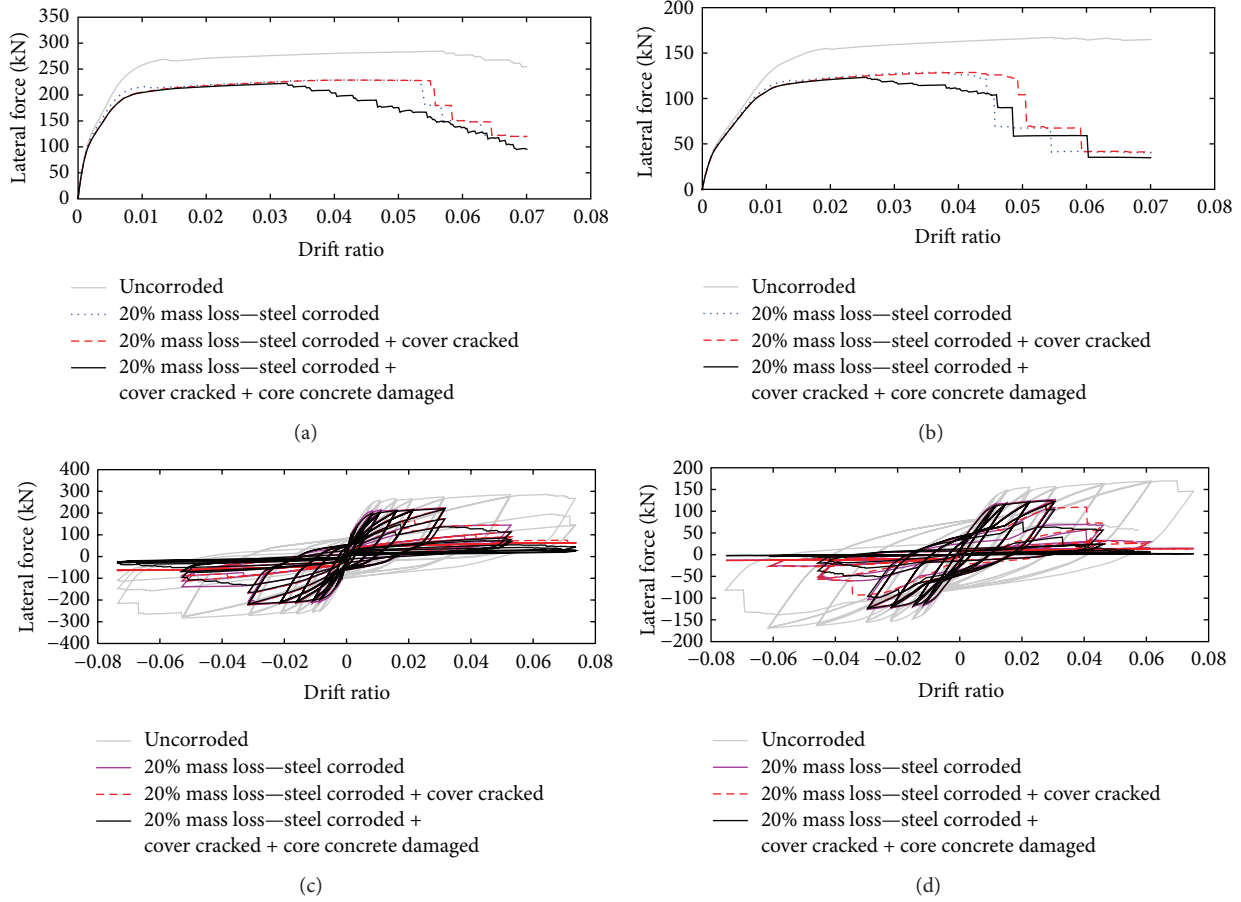 350
300
250
200
150
100
50
0
Lateral force (kN)
0 0.01 0.02 0.03 0.04 0.05 0.06 0.07 0.08
Drift ratio
Uncorroded
20% mass loss—steel corroded
20% mass loss—steel corroded + cover cracked
20% mass loss—steel corroded +
cover cracked + core concrete damaged
(a)
200
150
100
50
0
Lateral force (kN)
0 0.01 0.02 0.03 0.04 0.05 0.06 0.07 0.08
Drift ratio
Uncorroded
20% mass loss—steel corroded
20% mass loss—steel corroded + cover cracked
20% mass loss—steel corroded +
cover cracked + core concrete damaged
(b)
400
300
200
100
0
−100
−200
−300
−400
Lateral force (kN)
−0.08 −0.06 −0.04 −0.02 0 0.02 0.04 0.06 0.08
Drift ratio
Uncorroded
20% mass loss—steel corroded
20% mass loss—steel corroded + cover cracked
20% mass loss—steel corroded +
cover cracked + core concrete damaged
(c)
200
150
100
50
0
−50
−100
−150
−200
Lateral force (kN)
−0.08 −0.06 −0.04 −0.02 0 0.02 0.04 0.06 0.08
Drift ratio
Uncorroded
20% mass loss—steel corroded
20% mass loss—steel corroded + cover cracked
20% mass loss—steel corroded +
cover cracked + core concrete damaged
(d)